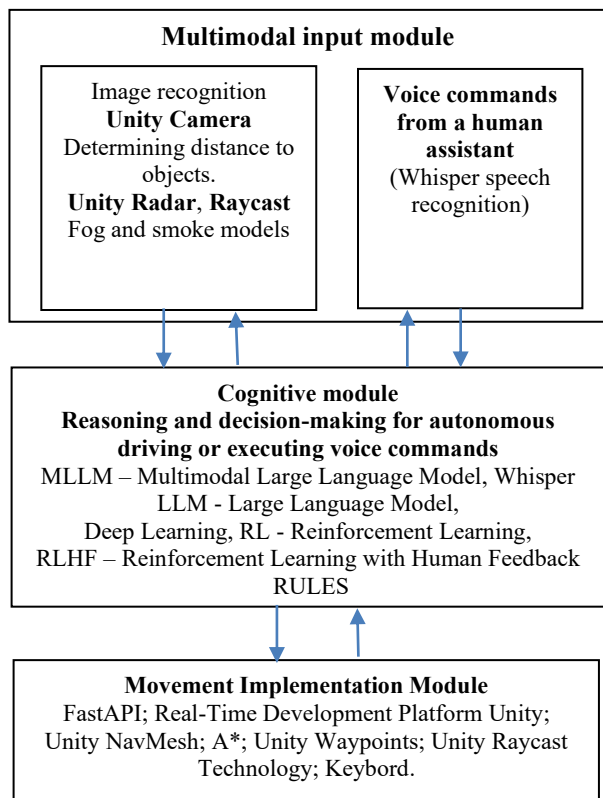 Multimodal input module
Image recognition
Unity Camera
Determining distance to
objects.
Unity Radar, Raycast
Fog and smoke models
Voice commands
from a human
assistant
(Whisper speech
recognition)
Cognitive module
Reasoning and decision-making for autonomous
driving or executing voice commands
MLLM – Multimodal Large Language Model, Whisper
LLM - Large Language Model,
Deep Learning, RL - Reinforcement Learning,
RLHF – Reinforcement Learning with Human Feedback
RULES
Movement Implementation Module
FastAPI; Real-Time Development Platform Unity;
Unity NavMesh; A*; Unity Waypoints; Unity Raycast
Technology; Keybord.